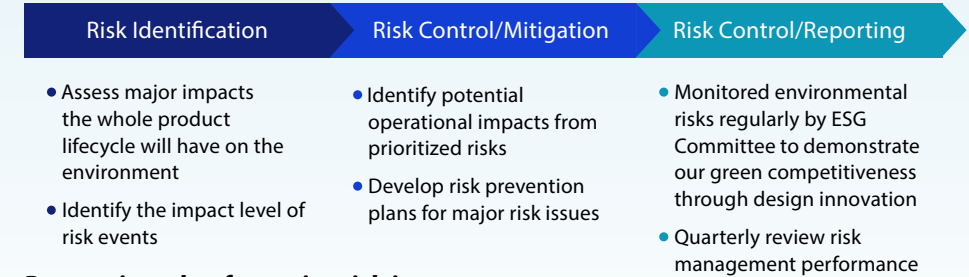 Risk Identification
Risk Control/Mitigation
Risk Control/Reporting
• Assess major impacts
the whole product
lifecycle will have on the
environment
• Identify the impact level of
risk events
• Identify potential
operational impacts from
prioritized risks
• Develop risk prevention
plans for major risk issues
• Monitored environmental
risks regularly by ESG
Committee to demonstrate
our green competitiveness
through design innovation
• Quarterly review risk
management performance